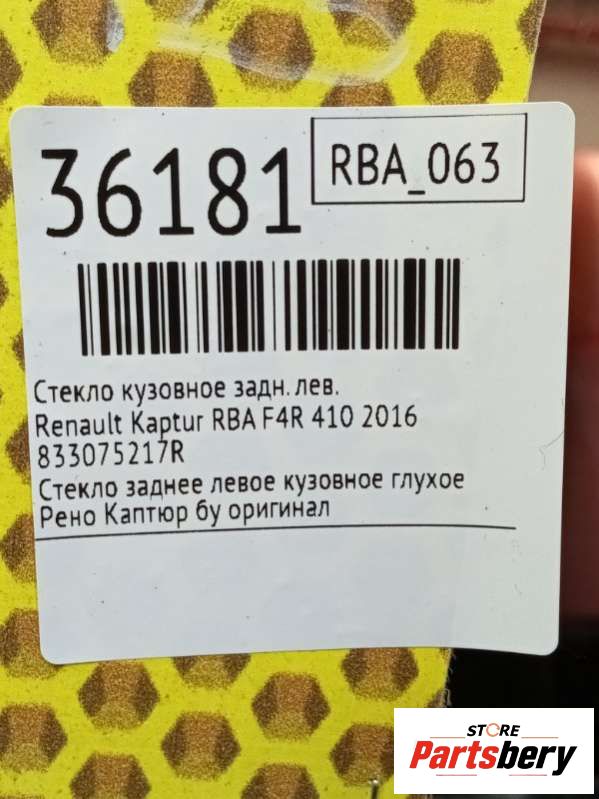 36181
RBA_063
Стекло кузовное задн. лев.
Renault Kaptur RBA F4R 410 2016
833075217R
Стекло заднее левое кузовное глухое
Рено Каптюр бу оригинал
STORE
Partsbery